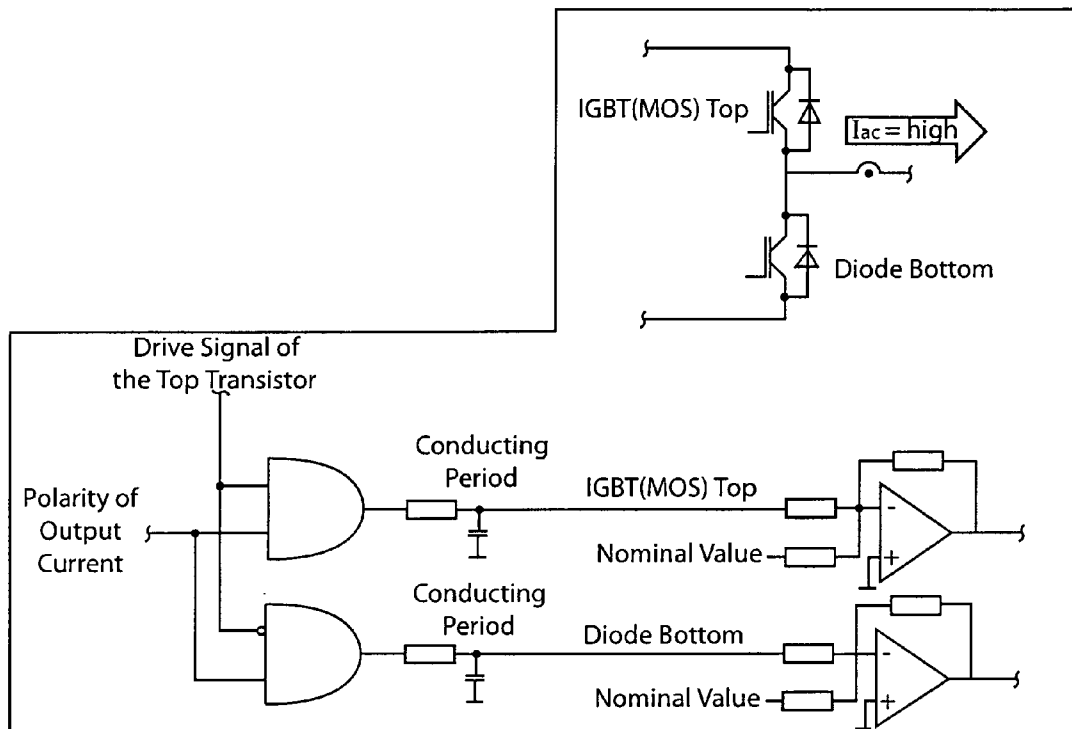 IGBT(MOS) Top
Iac = high
Diode Bottom
Drive Signal of
the Top Transistor
Conducting
Period
IGBT(MOS) Top
-
+
Polarity of
Output
Current
Nominal Value
Conducting
Period
Diode Bottom
-
+
Nominal Value